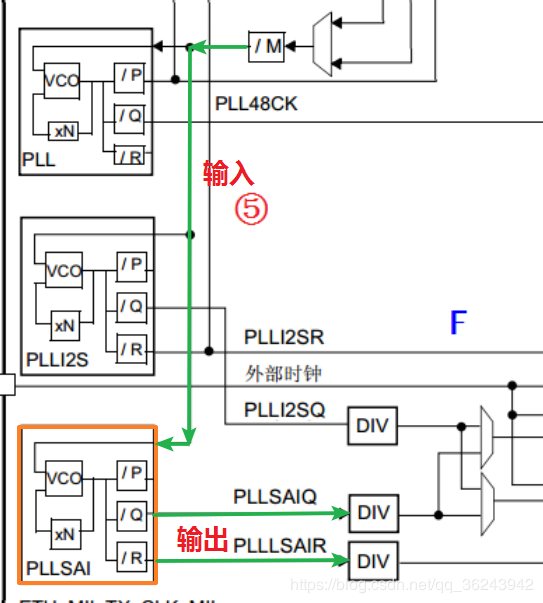 / M
VCO
/ P
PLL48CK
/ Q
xN
/ R
PLL
输入
⑤
VCO
/ P
/ Q
xN
F
/ R
PLLI2SR
PLLI2S
外部时钟
PLLI2SQ
DIV
VCO
/ P
PLLSAIQ
/ Q
DIV
xN
输出
PLLLSAIR
/ R
DIV
PLLSAI
https://blog.csdn.net/qq_36243942